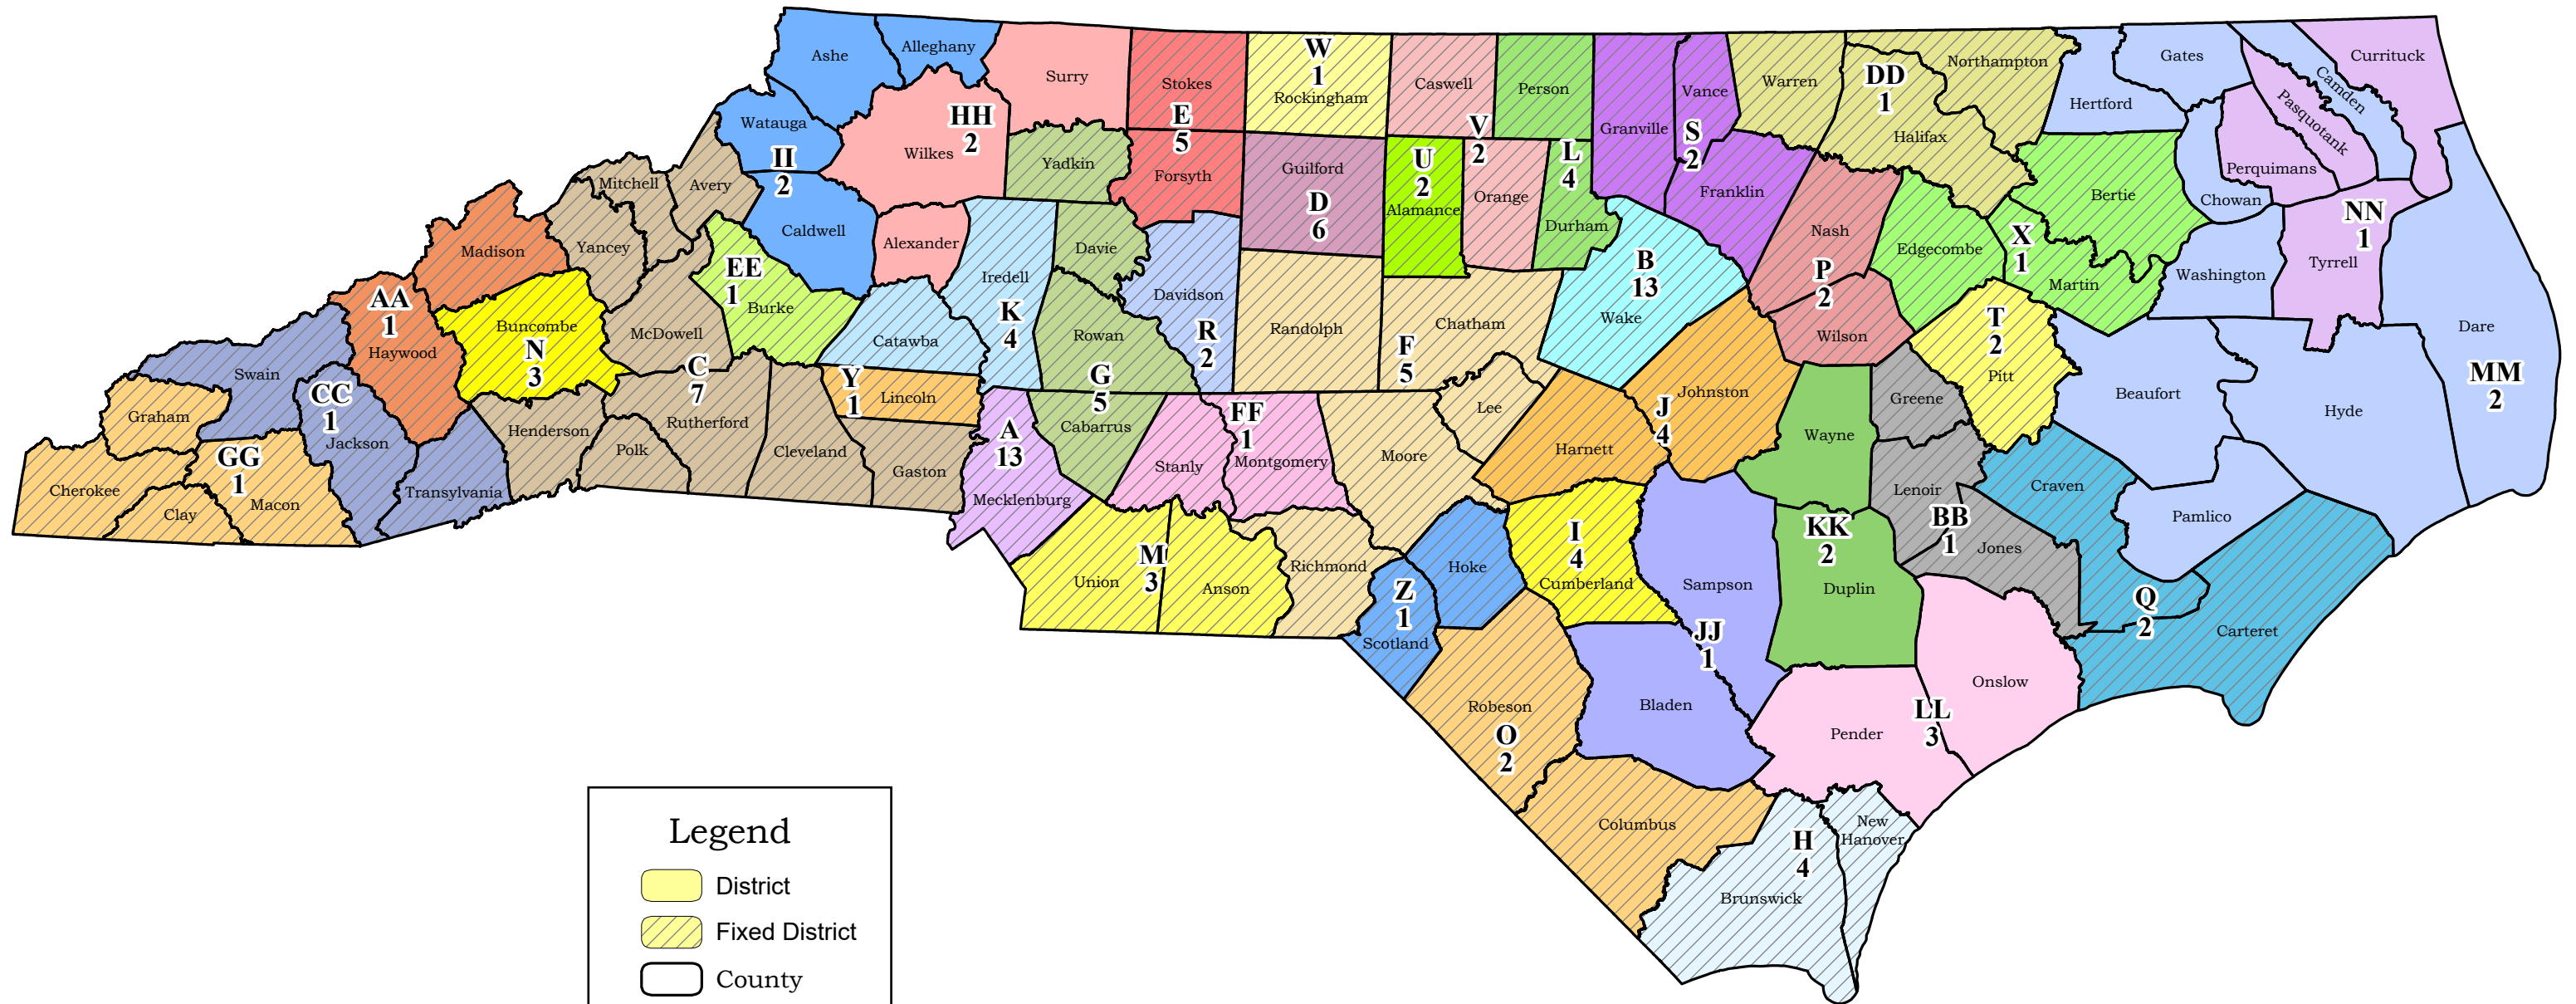 Ashe
Alleghany
Surry
Stokes
E
5
W
1
Rockingham
Caswell
Person
Granville
Vance
S
2
Warren
DD
1
Northampton
Halifax
Hertford
Gates
Camden
Currituck
Pasquotank
Perquimans
Chowan
Watauga
II
2
HH
2
Wilkes
Yadkin
Forsyth
Guilford
D
6
U
2
Alamance
V
2
Orange
L
4
Durham
Franklin
Nash
P
2
Edgecombe
X
1
Bertie
Martin
Washington
NN
1
Tyrrell
Dare
MM
2
Mitchell
Avery
Yancey
Madison
Caldwell
Alexander
Iredell
K
4
Davie
Davidson
R
2
Randolph
Chatham
F
5
B
13
Wake
Wilson
T
2
Pitt
Beaufort
Hyde
AA
1
Haywood
Buncombe
N
3
McDowell
EE
1
Burke
Catawba
Rowan
G
5
Cabarrus
Swain
Graham
CC
1
Jackson
C
7
Rutherford
Y
1
Lincoln
Henderson
Polk
Cleveland
Gaston
A
13
Mecklenburg
Stanly
FF
1
Montgomery
Moore
Lee
Harnett
J
4
Johnston
Wayne
Greene
Lenoir
BB
1
Jones
Craven
Pamlico
Cherokee
GG
1
Clay
Macon
Transylvania
Union
M
3
Anson
Richmond
Z
1
Scotland
Hoke
I
4
Cumberland
Sampson
KK
2
Duplin
Q
2
Carteret
Robeson
O
2
Bladen
JJ
1
Pender
LL
3
Onslow
Columbus
H
4
New
Hanover
Brunswick
Legend
District
Fixed District
County